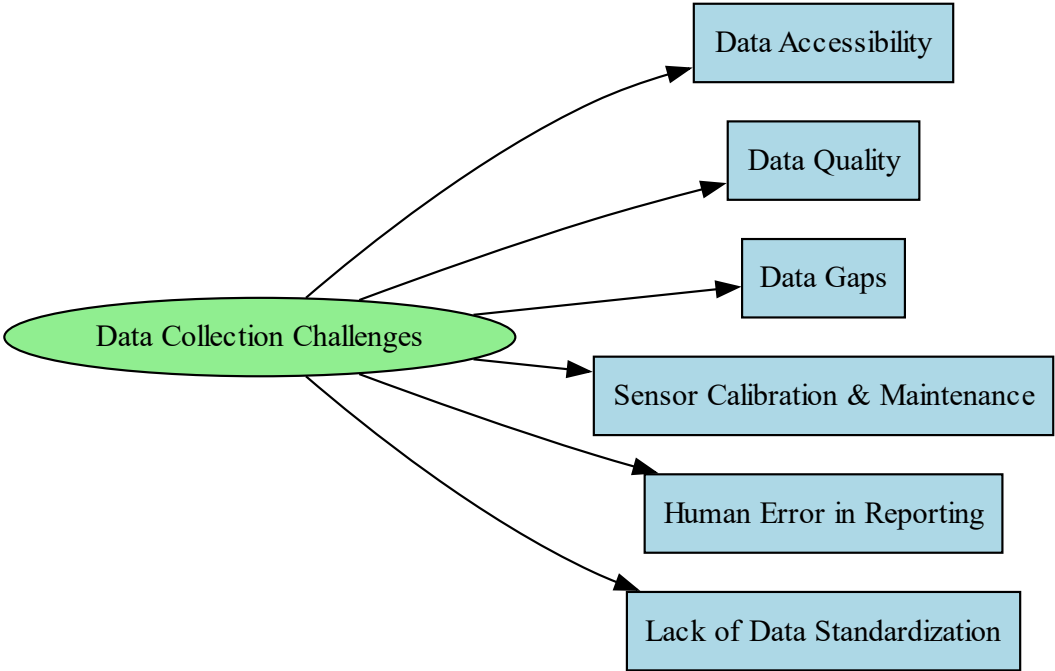 Data Accessibility
Data Quality
Data Gaps
Data Collection Challenges
Sensor Calibration & Maintenance
Human Error in Reporting
Lack of Data Standardization